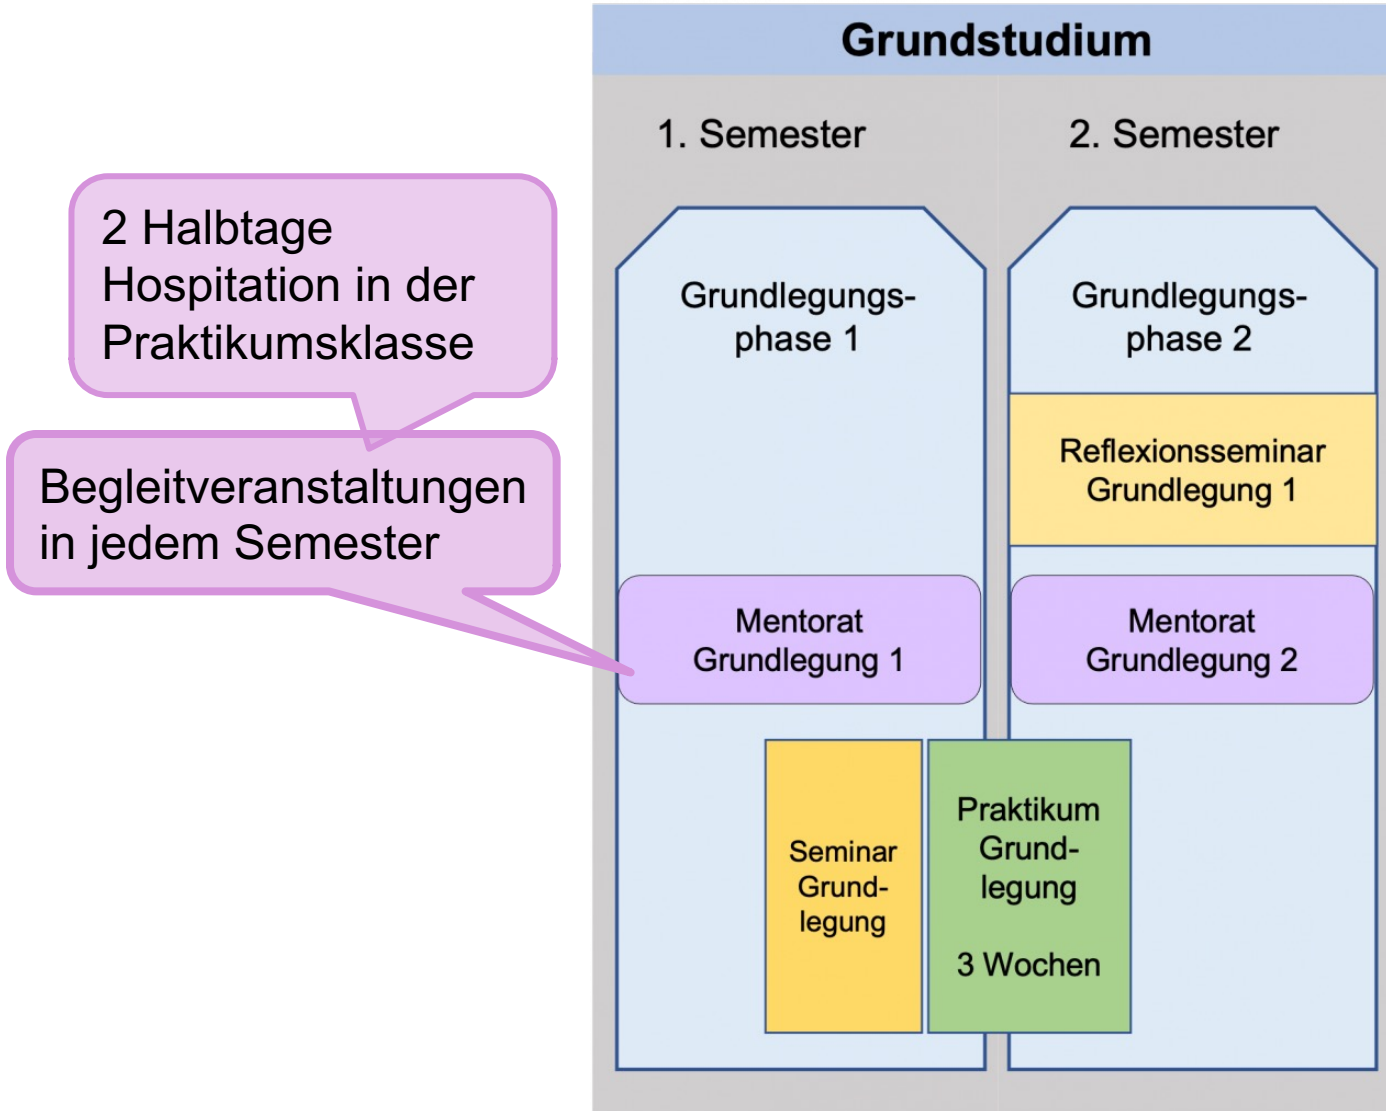 Grundstudium
1. Semester
2. Semester
2 Halbtage
Hospitation in der
Praktikumsklasse
Begleitveranstaltungen
in jedem Semester
Grundlegungs-
phase 1
Grundlegungs-
phase 2
Reflexionsseminar
Grundlegung 1
Mentorat
Grundlegung 1
Mentorat
Grundlegung 2
Seminar
Grund-
legung
Praktikum
Grund-
legung
3 Wochen